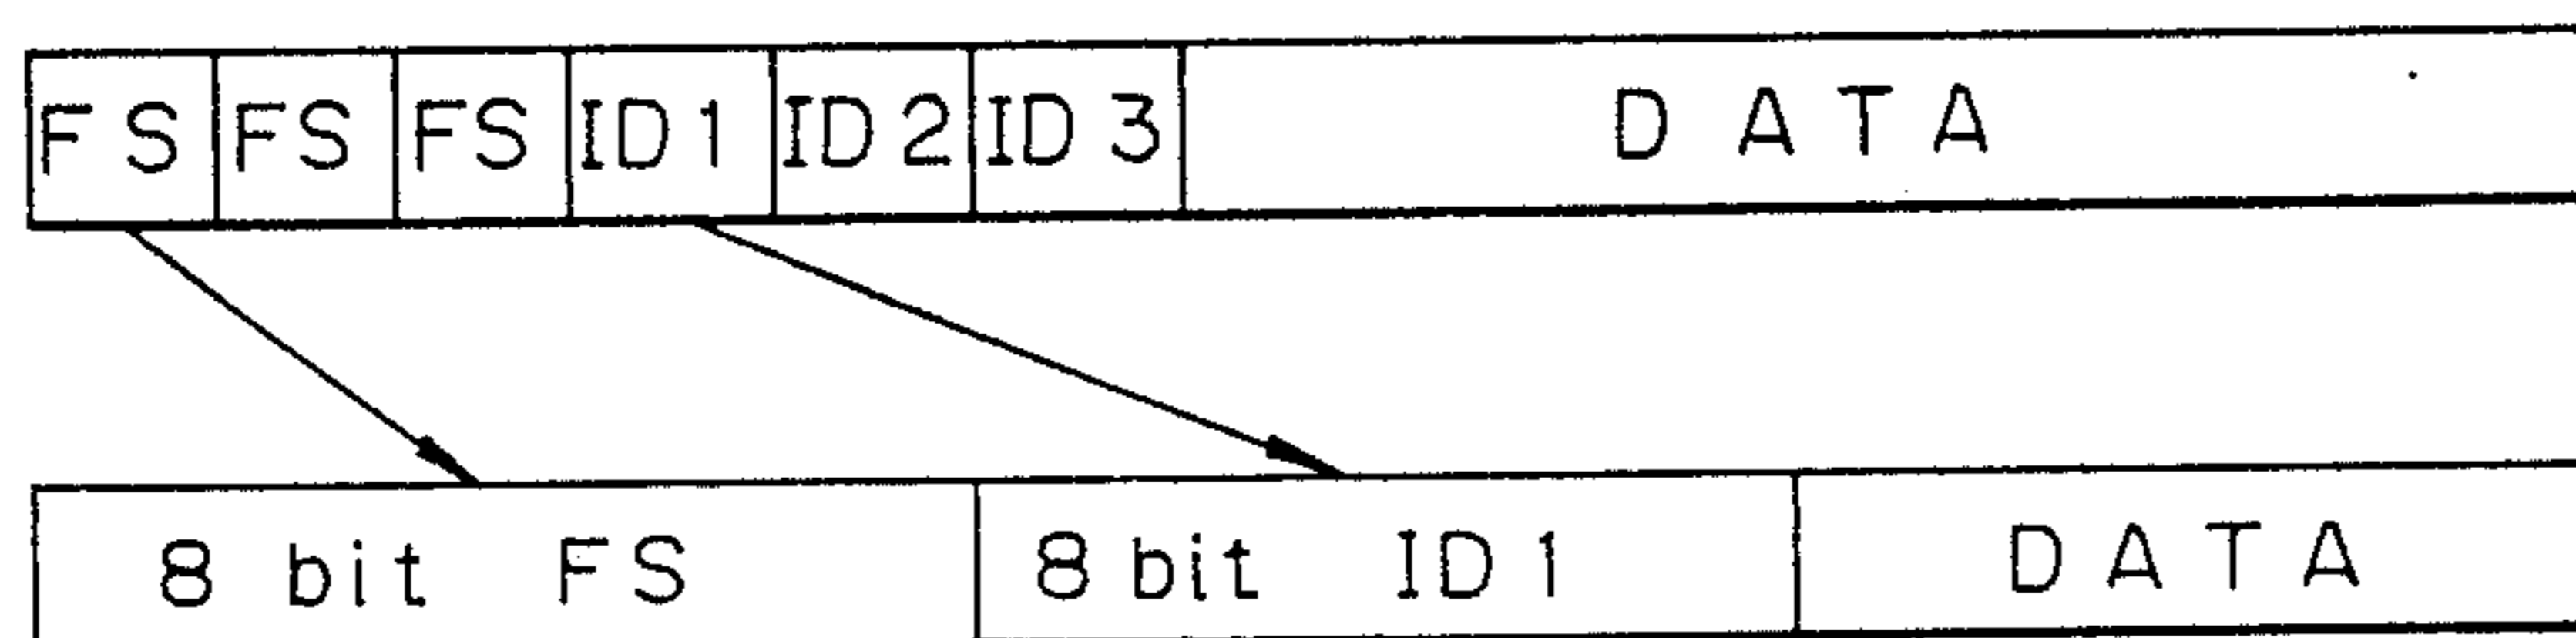 FS FS FS ID1 ID2 ID3 DATA
8 bit FS 8 bit ID1 DATA